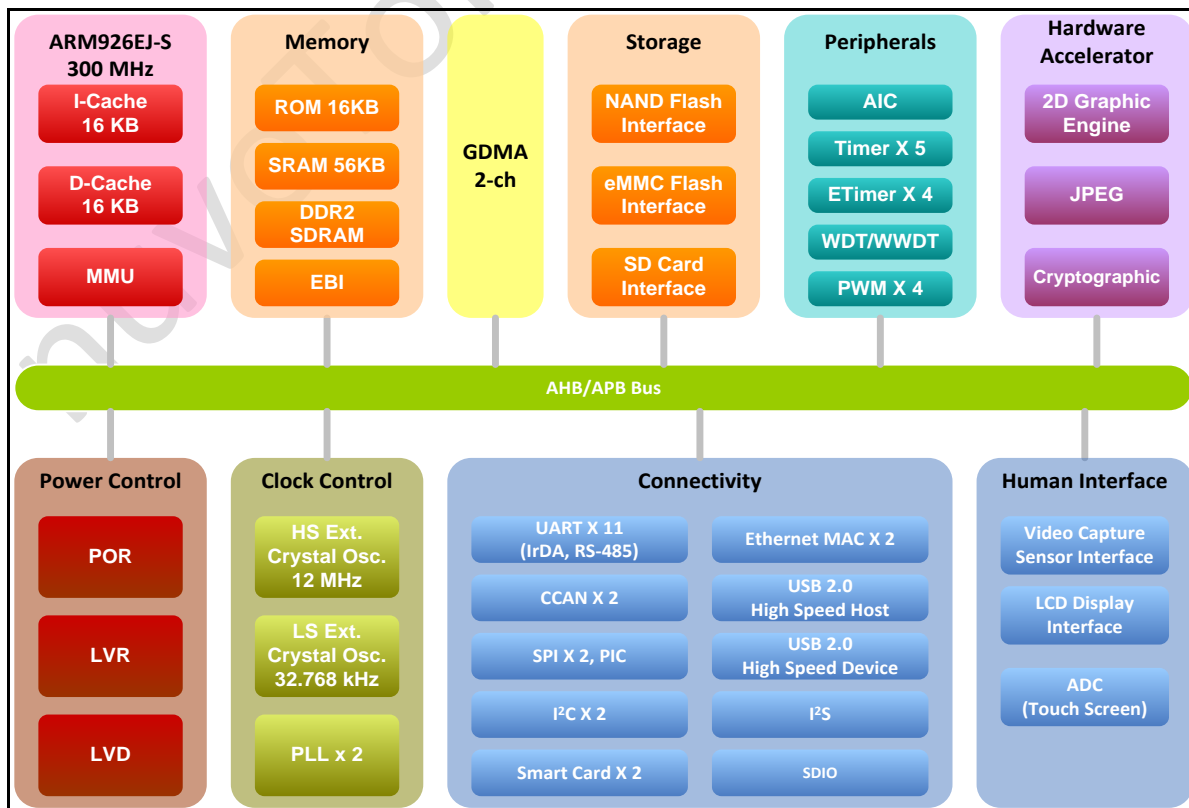 ARM926EJ-S
300 MHz
I-Cache
16 KB
D-Cache
16 KB
MMU
Memory
ROM 16KB
SRAM 56KB
DDR2
SDRAM
EBI
GDMA
2-ch
Storage
NAND Flash
Interface
eMMC Flash
Interface
SD Card
Interface
Peripherals
AIC
Timer X 5
ETimer X 4
WDT/WWDT
PWM X 4
Hardware
Accelerator
2D Graphic
Engine
JPEG
Cryptographic
AHB/APB Bus
Power Control
POR
LVR
LVD
Clock Control
HS Ext.
Crystal Osc.
12 MHz
LS Ext.
Crystal Osc.
32.768 kHz
PLL x 2
Connectivity
UART X 11
(IrDA, RS-485)
CCAN X 2
SPI X 2, PIC
I²C X 2
Smart Card X 2
Ethernet MAC X 2
USB 2.0
High Speed Host
USB 2.0
High Speed Device
I²S
SDIO
Human Interface
Video Capture
Sensor Interface
LCD Display
Interface
ADC
(Touch Screen)